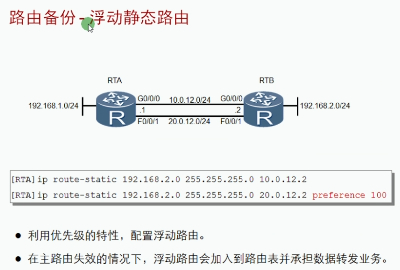 路由备份-浮动静态路由
RTA
RTB
G0/0/0 10.0.12.0/24 G0/0/0
192.168.1.0/24
.1
.2
192.168.2.0/24
F0/0/1 20.0.12.0/24 F0/0/1
R
R
[RTA]ip route-static 192.168.2.0 255.255.255.0 10.0.12.2
[RTA]ip route-static 192.168.2.0 255.255.255.0 20.0.12.2 preference 100
● 利用优先级的特性，配置浮动路由。
● 在主路由失效的情况下，浮动路由会加入到路由表并承担数据转发业务。